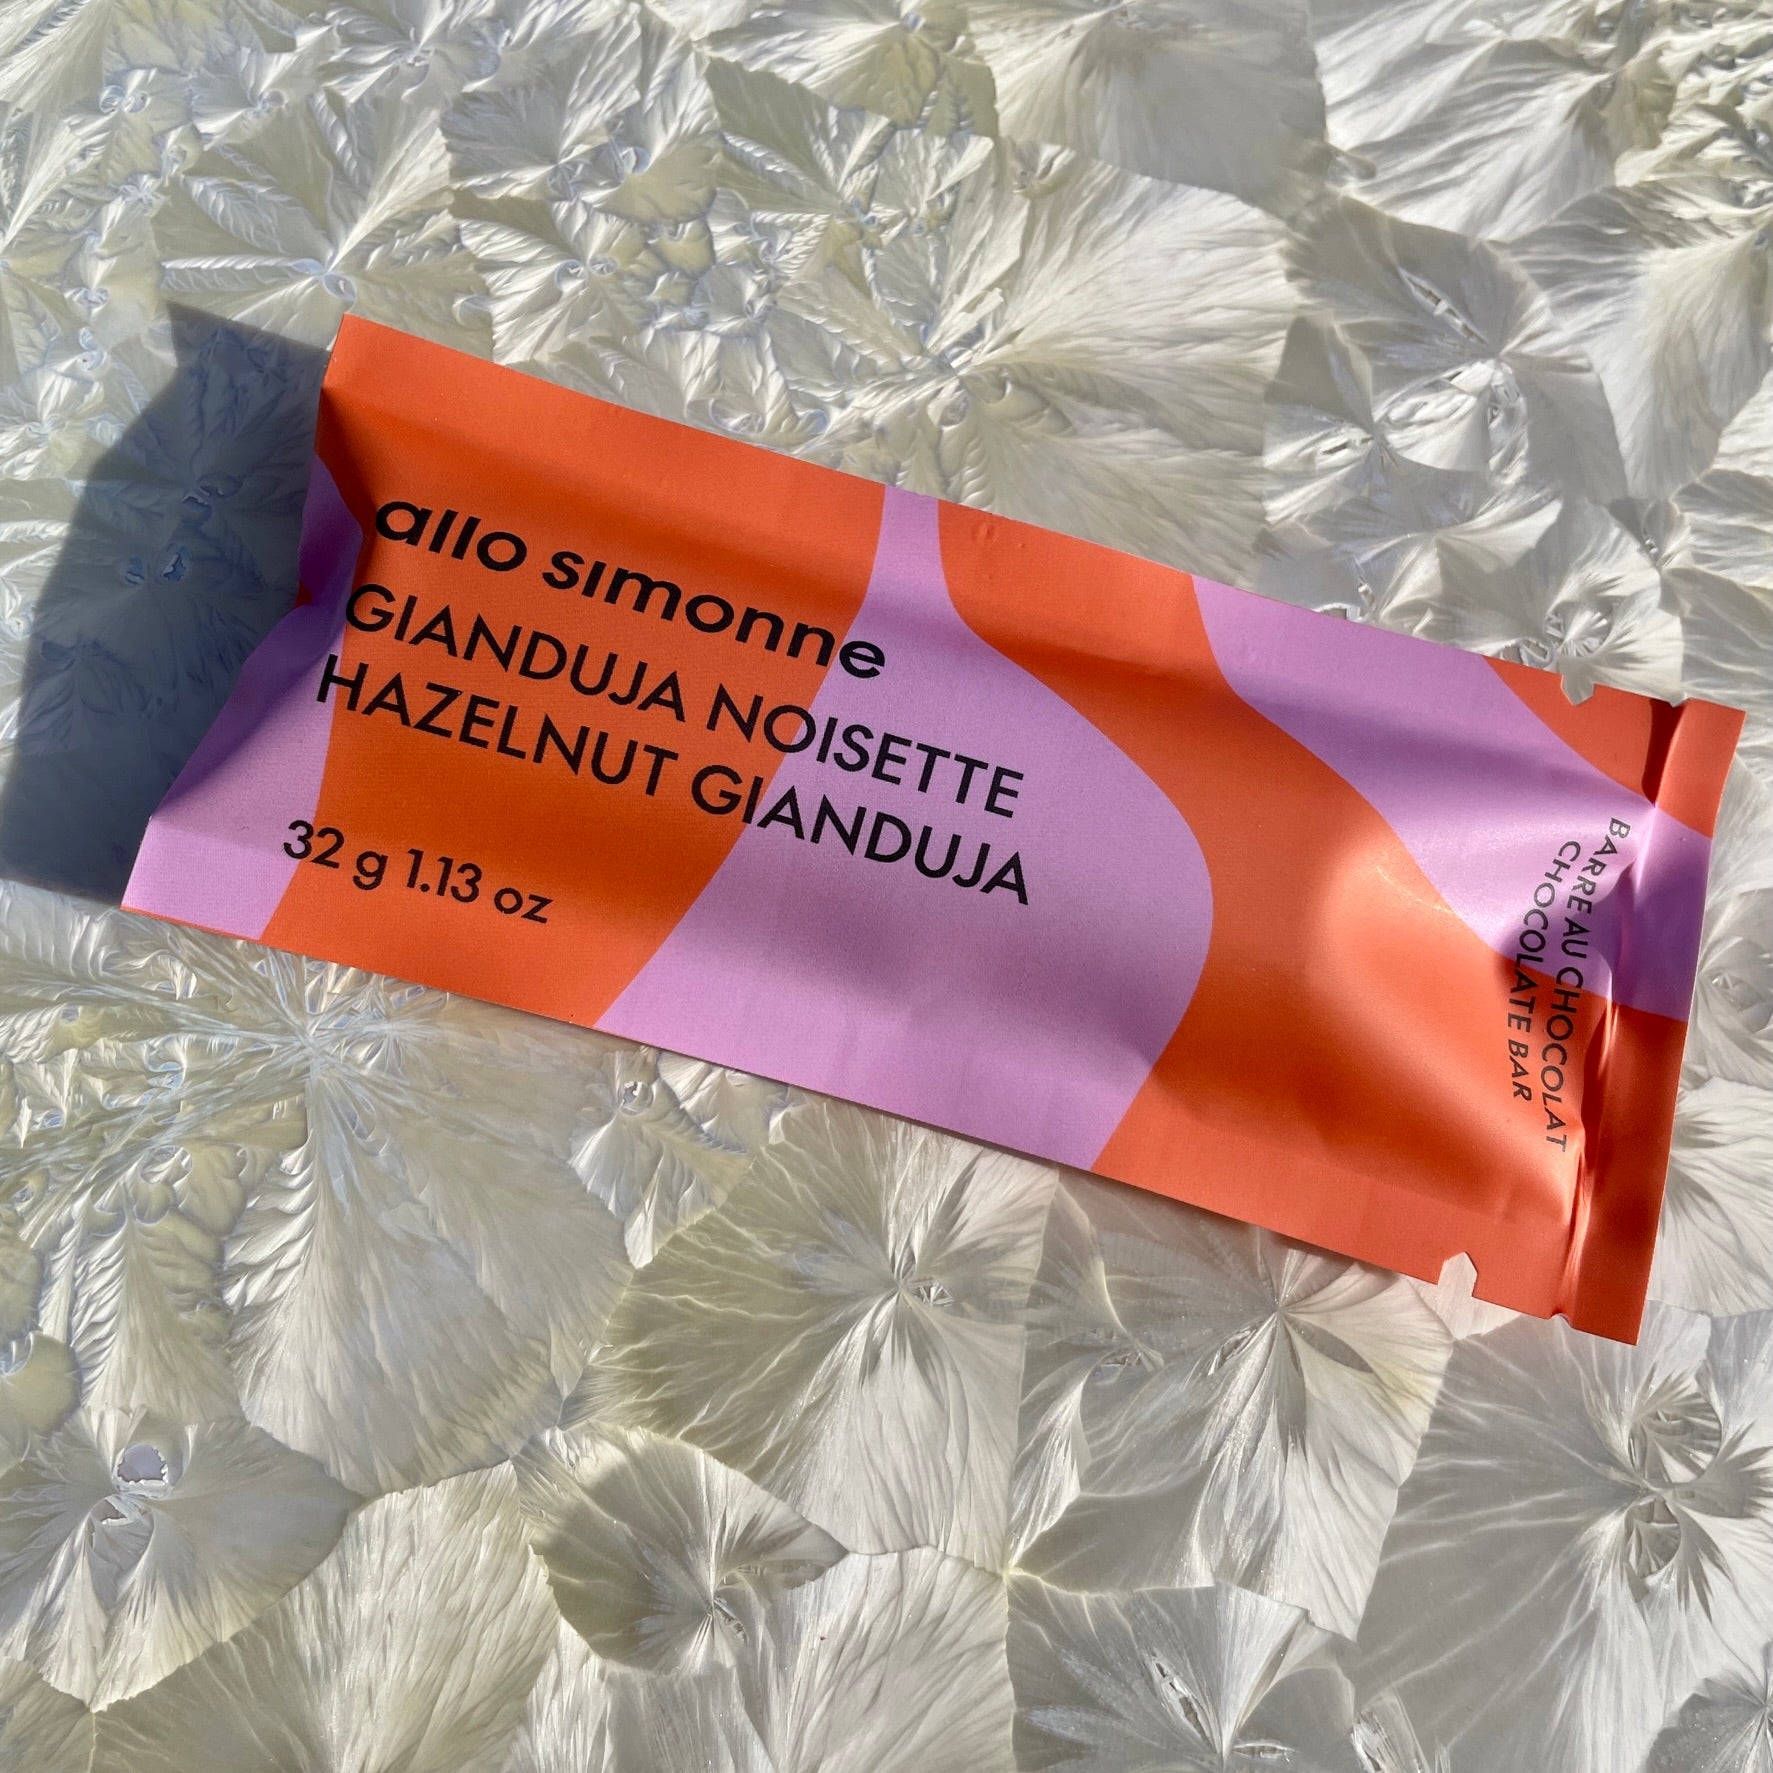 allo simonne
GIANDUJA NOISETTE
HAZELNUT GIANDUJA
32 g 1.13 oz
BARRE AU CHOCOLAT
CHOCOLATE BAR